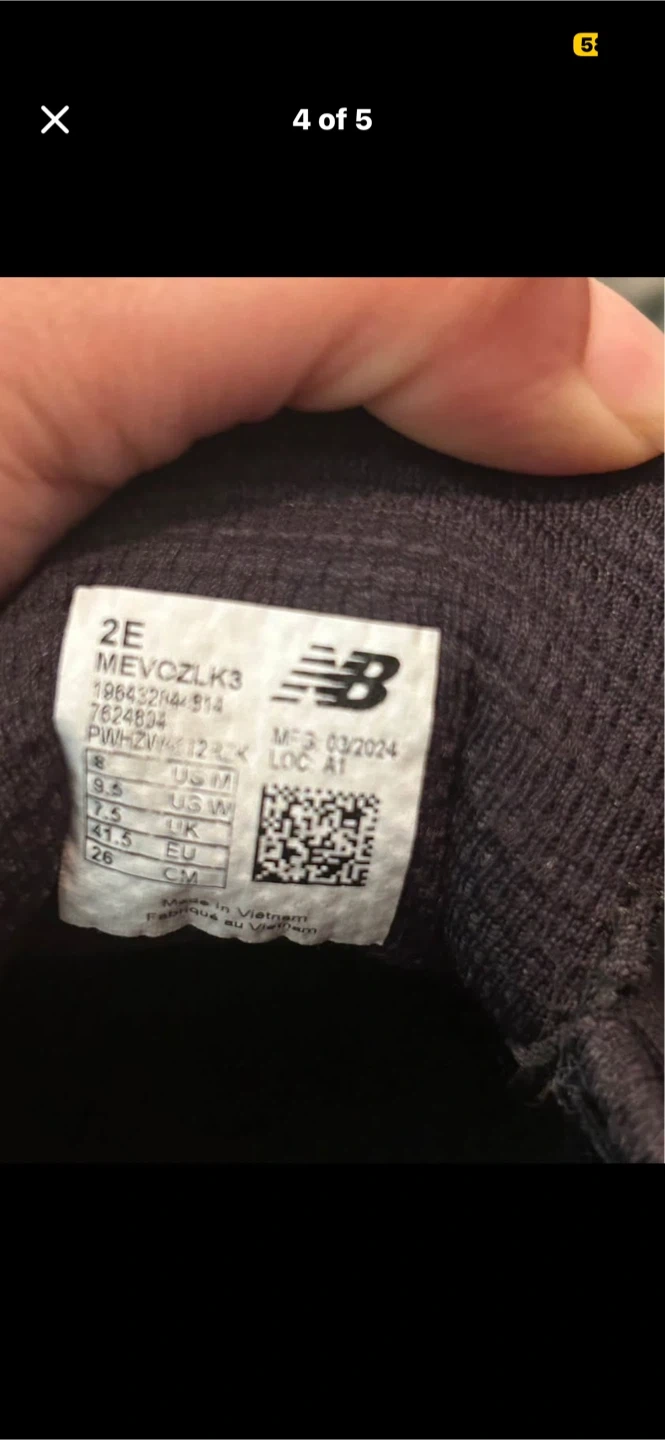 4 of 5
2E
MEVCZLK3
7624894
NB
MFG: 03/2024
LOC: A1
8 US M
9.5 US W
7.5 UK
41.5 EU
26 CM
Made in Vietnam
Fabriqué au Vietnam